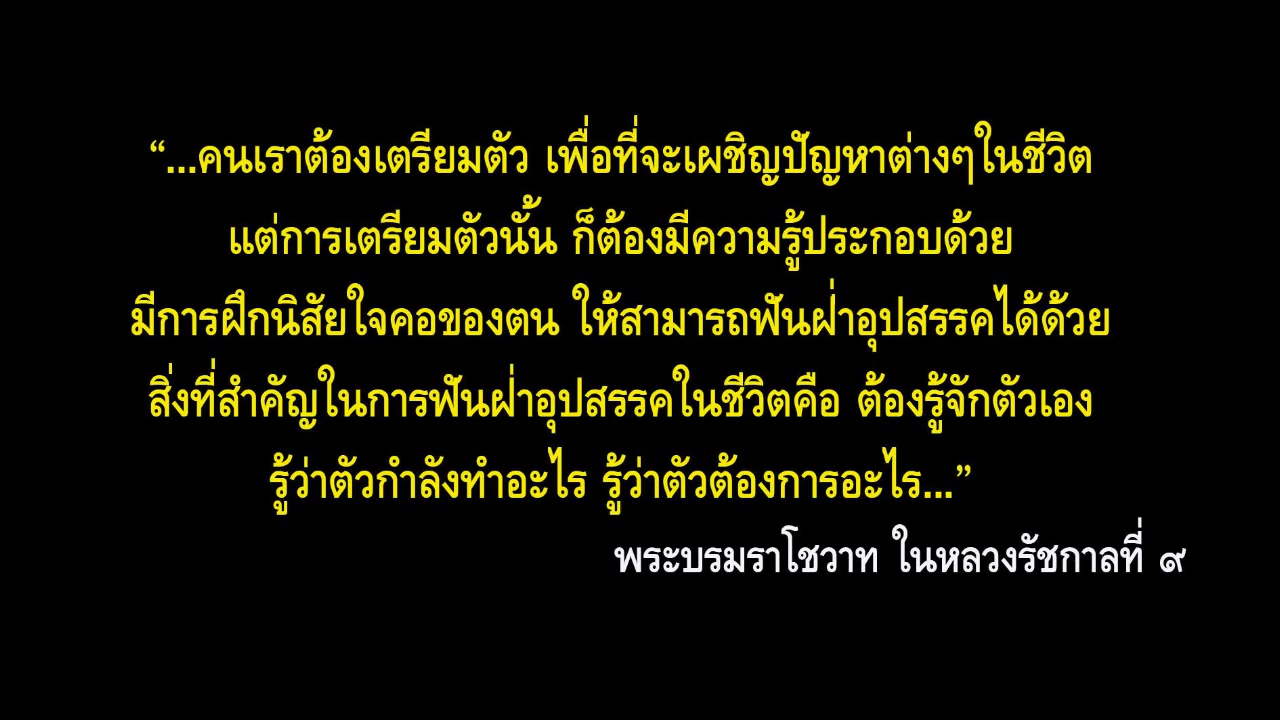 “...คนเราต้องเตรียมตัว เพื่อที่จะเผชิญปัญหาต่างๆในชีวิต
แต่การเตรียมตัวนั้น ก็ต้องมีความรู้ประกอบด้วย
มีการฝึกนิสัยใจคอของตน ให้สามารถฟันฝ่าอุปสรรคได้ด้วย
สิ่งที่สำคัญในการฟันฝ่าอุปสรรคในชีวิตคือ ต้องรู้จักตัวเอง
รู้ว่าตัวกำลังทำอะไร รู้ว่าตัวต้องการอะไร...”
พระบรมราโชวาท ในหลวงรัชกาลที่ ๙